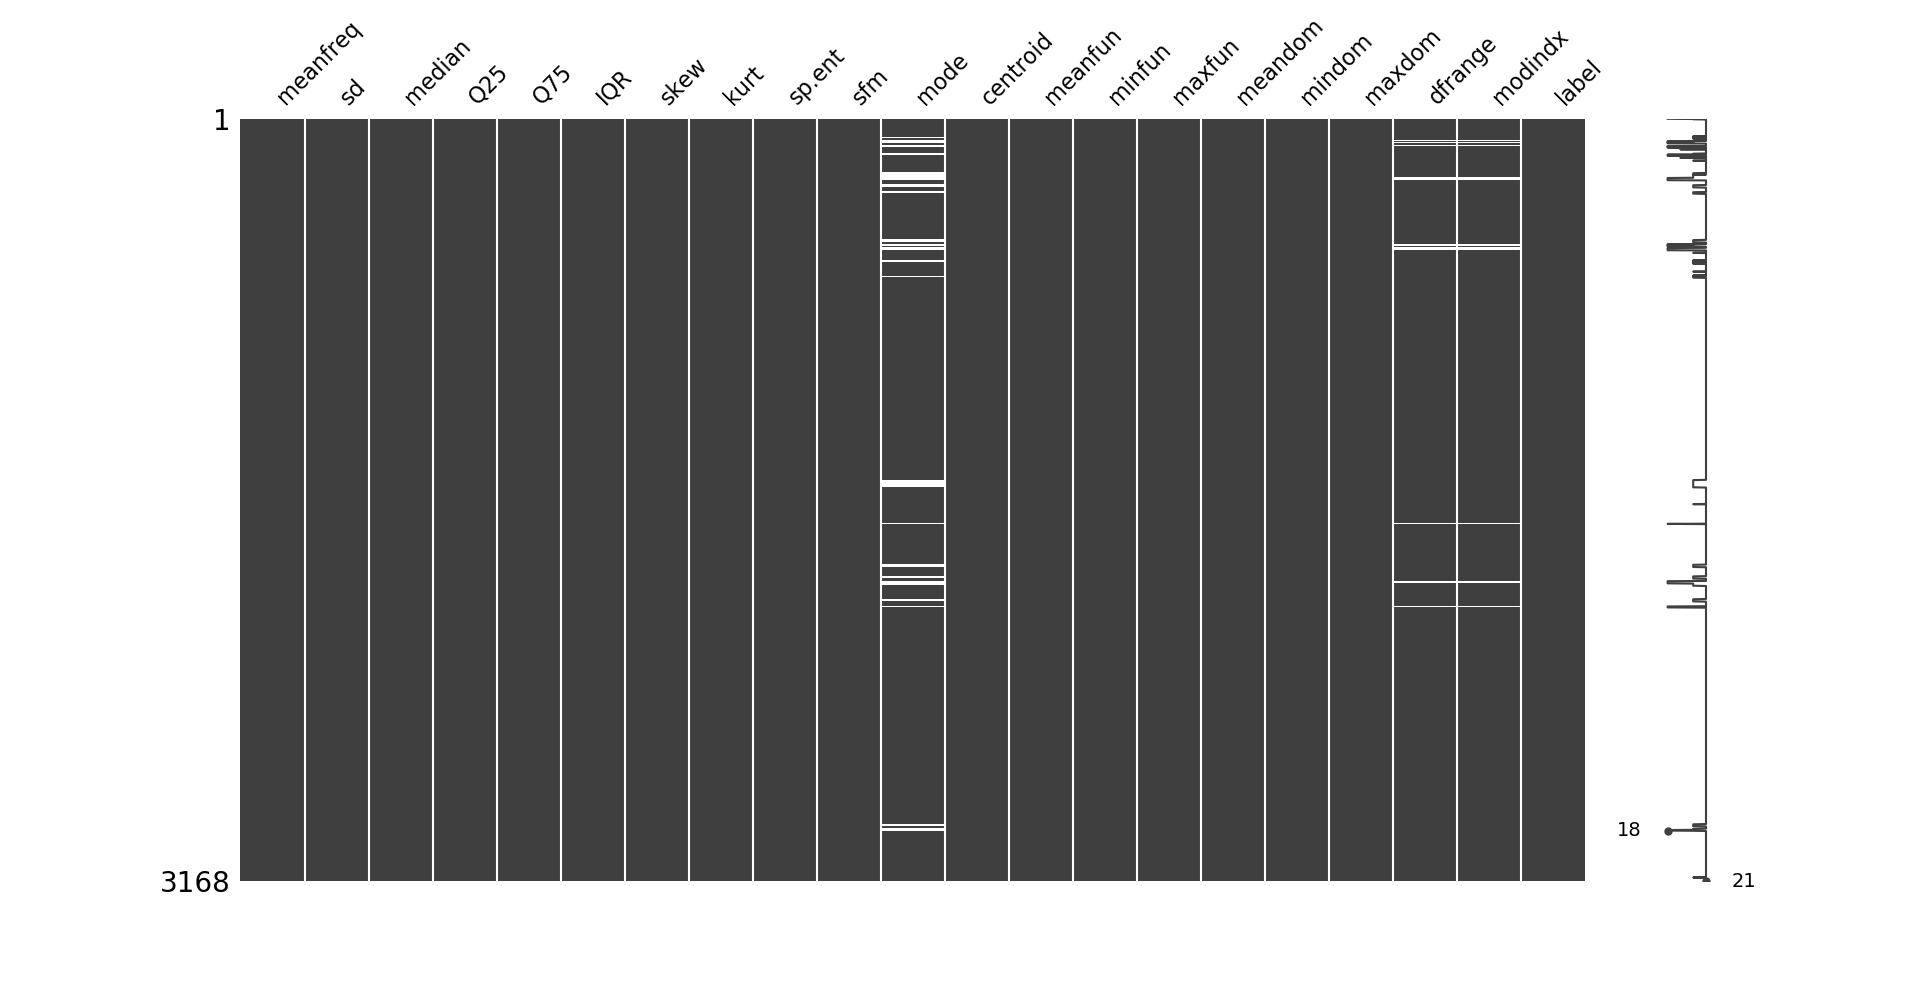 meanfreq
sd
median
Q25
Q75
IQR
skew
kurt
sp.ent
sfm
mode
centroid
meanfun
minfun
maxfun
meandom
mindom
maxdom
dfrange
modindx
label
1
18
3168
21